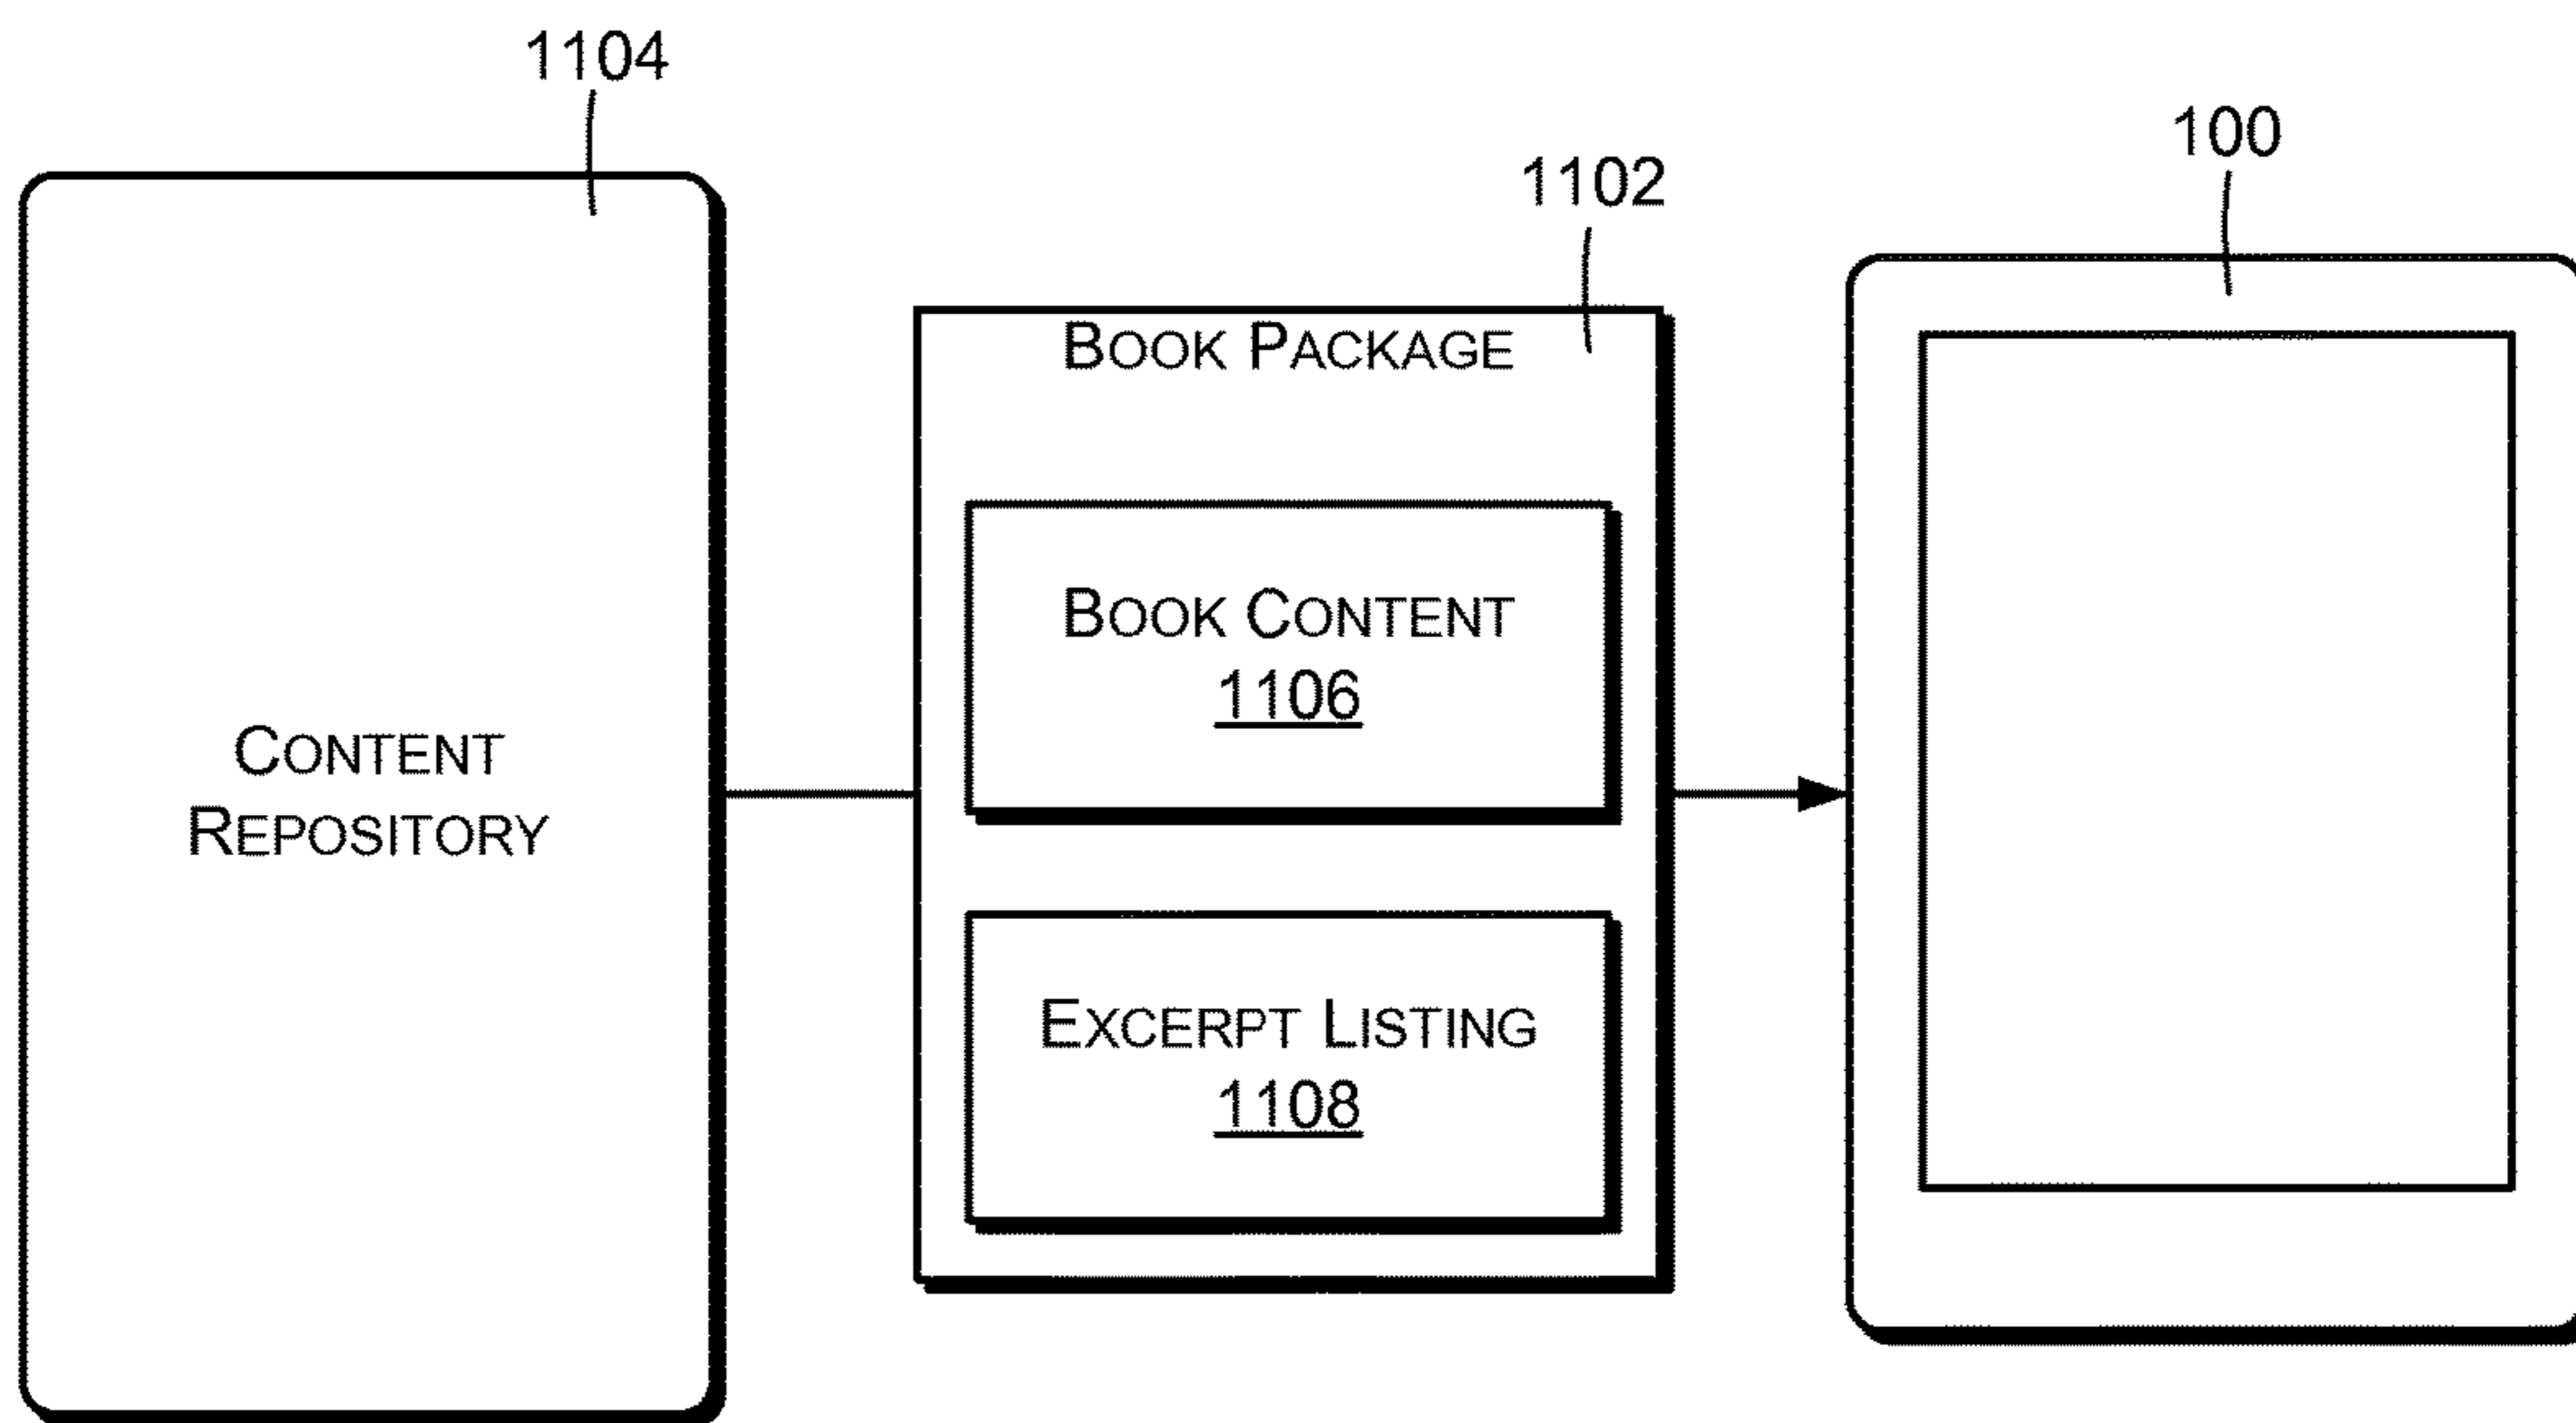 1104
100
1102
BOOK PACKAGE
BOOK CONTENT
1106
CONTENT
REPOSITORY
EXCERPT LISTING
1108